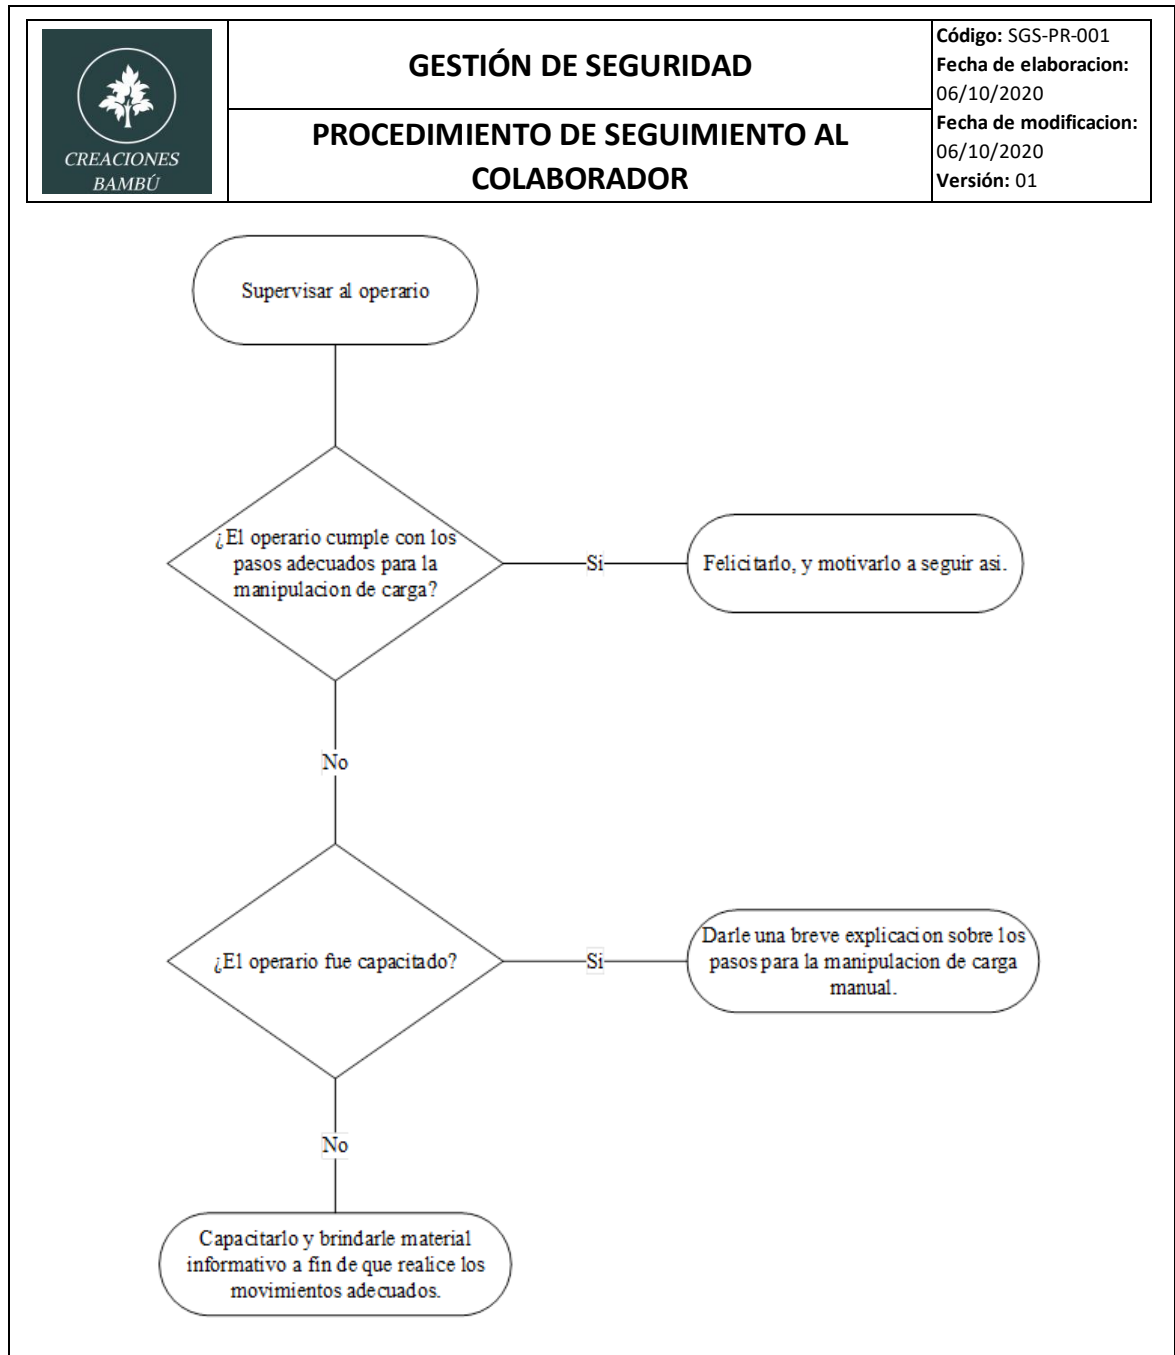 CREACIONES
BAMBÚ
GESTIÓN DE SEGURIDAD
PROCEDIMIENTO DE SEGUIMIENTO AL
COLABORADOR
Código: SGS-PR-001
Fecha de elaboracion:
06/10/2020
Fecha de modificacion:
06/10/2020
Versión: 01
Supervisar al operario
¿El operario cumple con los
pasos adecuados para la
manipulacion de carga?
Si
Felicitarlo, y motivarlo a seguir asi.
No
¿El operario fue capacitado?
Si
Darle una breve explicacion sobre los
pasos para la manipulacion de carga
manual.
No
Capacitarlo y brindarle material
informativo a fin de que realice los
movimientos adecuados.